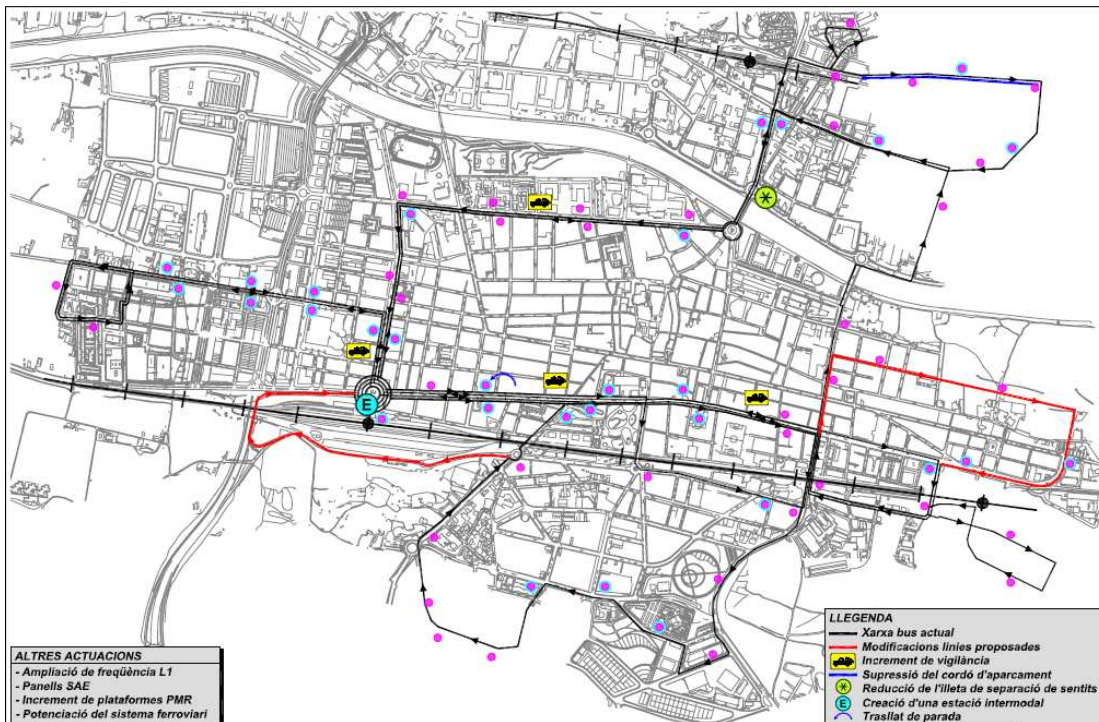 E
ALTRES ACTUACIONS
- Ampliació de freqüència L1
- Panells SAE
- Increment de plataformes PMR
- Potenciació del sistema ferroviari
LLEGENDA
Xarxa bus actual
Modificacions línies proposades
Increment de vigilància
Supressió del cordó d'aparcament
Reducció de l'illeta de separació de sentits
E Creació d'una estació intermodal
Trasllat de parada